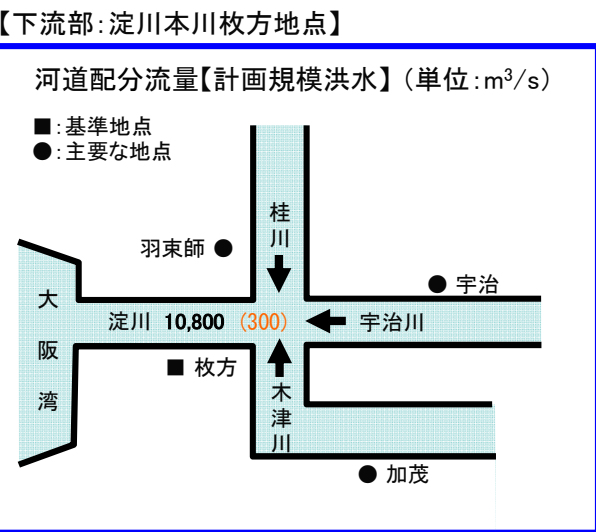 【下流部:淀川本川枚方地点】
河道配分流量【計画規模洪水】(単位:m³/s)
■:基準地点
●:主要な地点
桂川
羽束師 ●
● 宇治
大阪湾
淀川 10,800 (300)
宇治川
■ 枚方
木津川
● 加茂